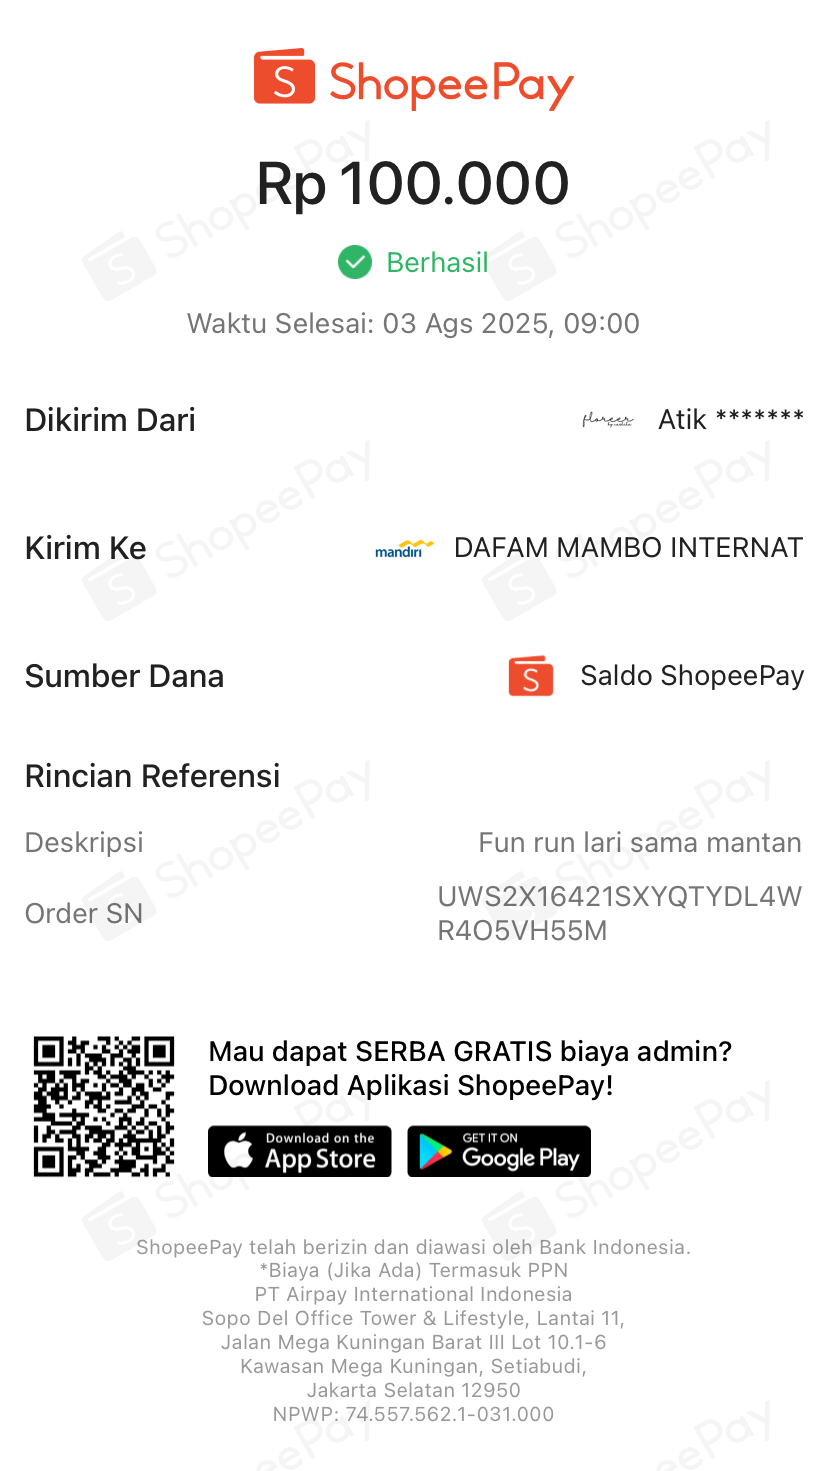 ShopeePay
Rp 100.000
Berhasil
Waktu Selesai: 03 Ags 2025, 09:00
Dikirim Dari
floreer
Atik *******
Kirim Ke
mandiri
DAFAM MAMBO INTERNAT
Sumber Dana
Saldo ShopeePay
Rincian Referensi
Deskripsi
Fun run lari sama mantan
Order SN
UWS2X16421SXYQTYDL4W
R4O5VH55M
Mau dapat SERBA GRATIS biaya admin?
Download Aplikasi ShopeePay!
Download on the
App Store
GET IT ON
Google Play
ShopeePay telah berizin dan diawasi oleh Bank Indonesia.
*Biaya (Jika Ada) Termasuk PPN
PT Airpay International Indonesia
Sopo Del Office Tower & Lifestyle, Lantai 11,
Jalan Mega Kuningan Barat III Lot 10.1-6
Kawasan Mega Kuningan, Setiabudi,
Jakarta Selatan 12950
NPWP: 74.557.562.1-031.000